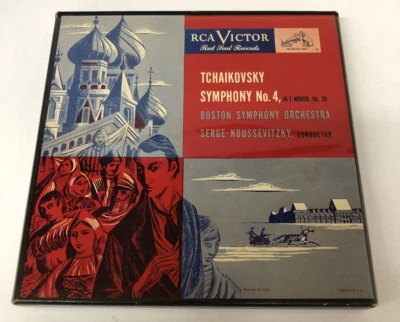 RCA VICTOR
Red Seal Records
TCHAIKOVSKY
SYMPHONY No. 4, IN F MINOR, Op. 36
BOSTON SYMPHONY ORCHESTRA
SERGE KOUSSEVITZKY, CONDUCTOR